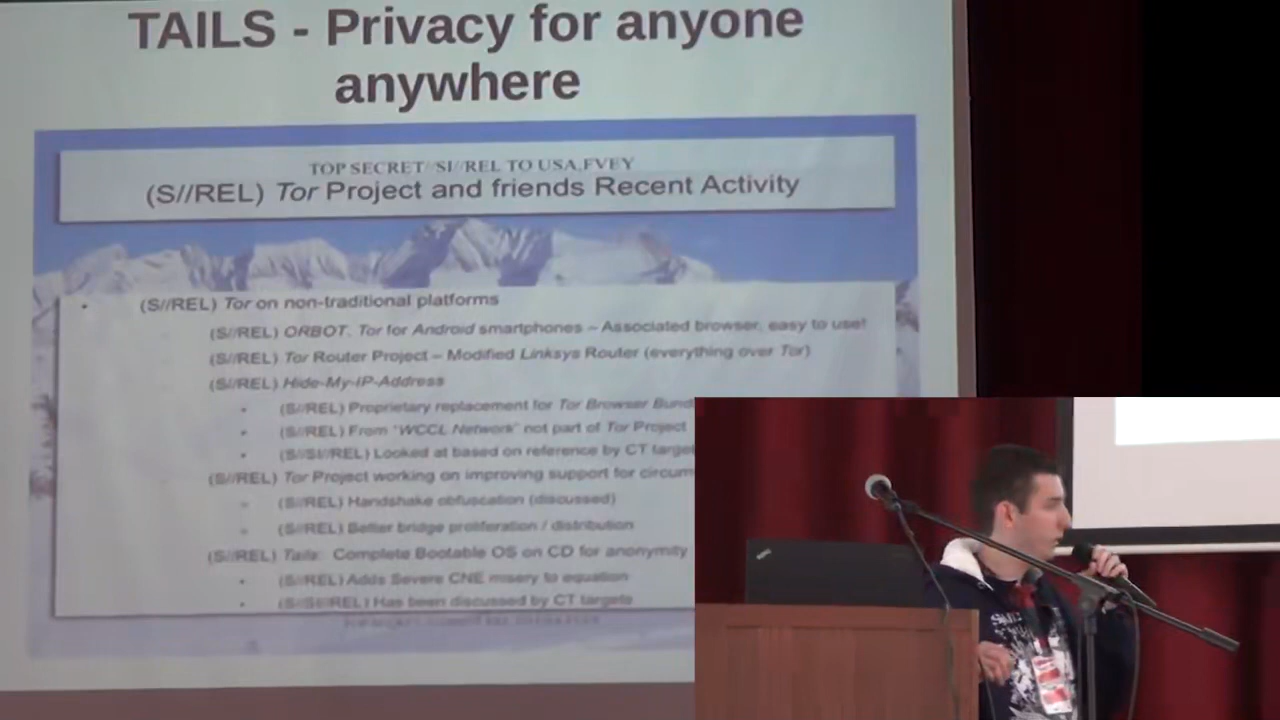 TAILS - Privacy for anyone
anywhere
TOP SECRET//SI//REL TO USA,FVEY
(S//REL) Tor Project and friends Recent Activity
• (S//REL) Tor on non-traditional platforms
(S//REL) ORBOT: Tor for Android smartphones – Associated browser, easy to use!
(S//REL) Tor Router Project – Modified Linksys Router (everything over Tor)
(S//REL) Hide-My-IP-Address
• (S//REL) Proprietary replacement for Tor Browser Bund
• (S//REL) From "WCCL Network" not part of Tor Project
• (S//SI//REL) Looked at based on reference by CT target
(S//REL) Tor Project working on improving support for circum
• (S//REL) Handshake obfuscation (discussed)
• (S//REL) Better bridge proliferation / distribution
(S//REL) Tails: Complete Bootable OS on CD for anonymity
• (S//REL) Adds Severe CNE misery to equation
• (S//SI//REL) Has been discussed by CT targets